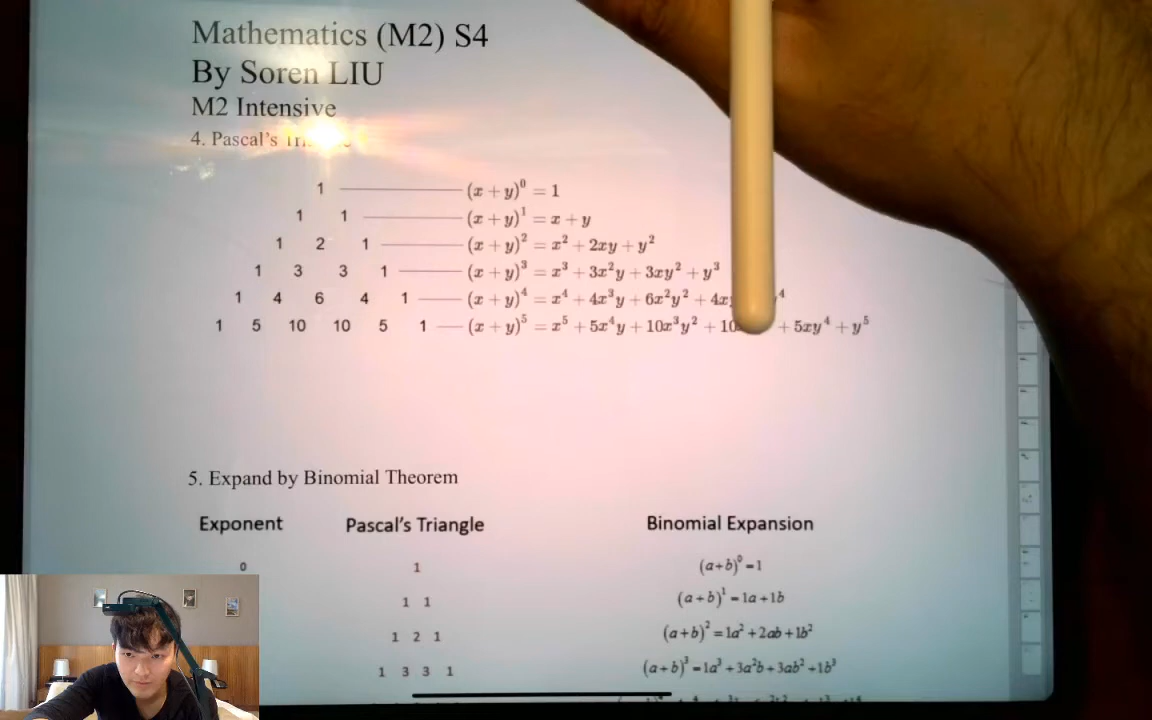 Mathematics (M2) S4
By Soren LIU
M2 Intensive
4. Pascal's
1 (x + y)⁰ = 1
1 1 (x + y)¹ = x + y
1 2 1 (x + y)² = x² + 2xy + y²
1 3 3 1 (x + y)³ = x³ + 3x²y + 3xy² + y³
1 4 6 4 1 (x + y)⁴ = x⁴ + 4x³y + 6x²y² +
1 5 10 10 5 1 (x + y)⁵ = x⁵ + 5x⁴y + 10x³y² + 10 + 5xy⁴ + y⁵
5. Expand by Binomial Theorem
Exponent Pascal's Triangle Binomial Expansion
0 1 (a+b)⁰=1
1 1 (a+b)¹=1a+1b
1 2 1 (a+b)²=1a²+2ab+1b²
1 3 3 1 (a+b)³=1a³+3a²b+3ab²+1b³